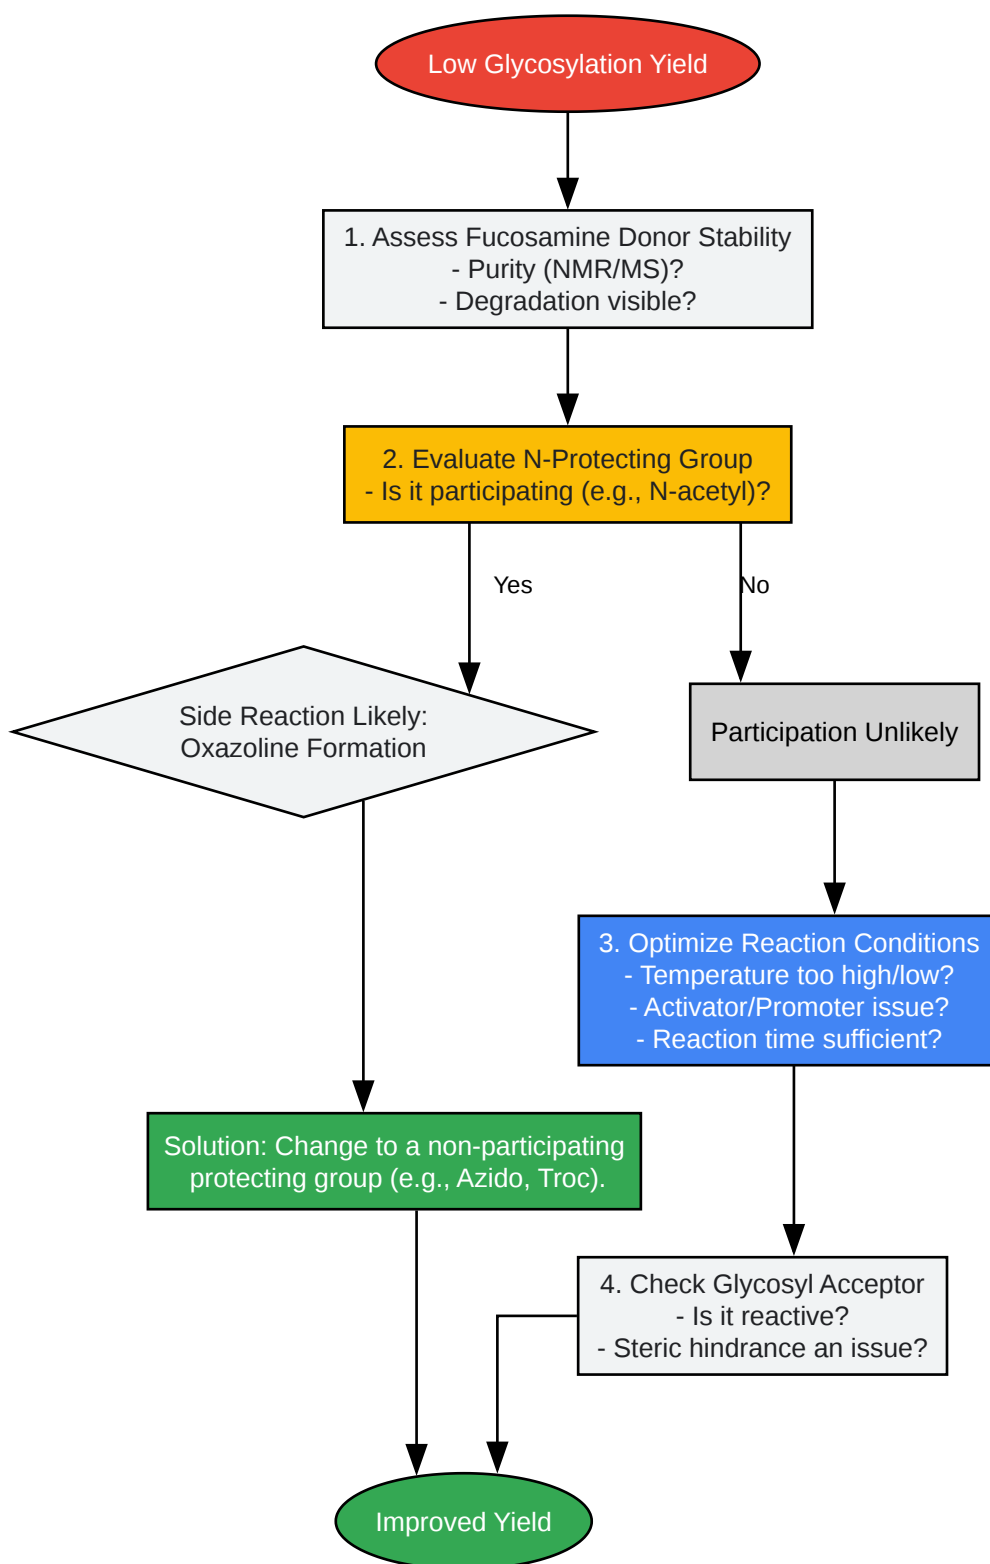 Low Glycosylation Yield
1. Assess Fucosamine Donor Stability
- Purity (NMR/MS)?
- Degradation visible?
2. Evaluate N-Protecting Group
- Is it participating (e.g., N-acetyl)?
Yes
No
Side Reaction Likely:
Oxazoline Formation
Participation Unlikely
3. Optimize Reaction Conditions
- Temperature too high/low?
- Activator/Promoter issue?
- Reaction time sufficient?
Solution: Change to a non-participating
protecting group (e.g., Azido, Troc).
4. Check Glycosyl Acceptor
- Is it reactive?
- Steric hindrance an issue?
Improved Yield